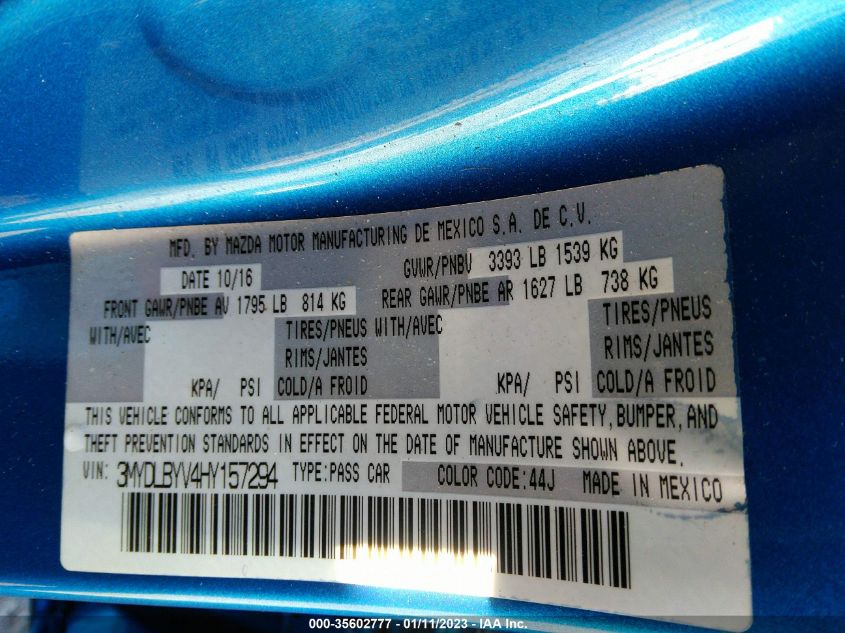 MFD. BY MAZDA MOTOR MANUFACTURING DE MEXICO S.A. DE C.V.
DATE 10/16 GVWR/PNBV 3393 LB 1539 KG
FRONT GAWR/PNBE AV 1795 LB 814 KG REAR GAWR/PNBE AR 1627 LB 738 KG
WITH/AVEC TIRES/PNEUS WITH/AVEC TIRES/PNEUS
RIMS/JANTES RIMS/JANTES
KPA/ PSI COLD/A FROID KPA/ PSI COLD/A FROID
THIS VEHICLE CONFORMS TO ALL APPLICABLE FEDERAL MOTOR VEHICLE SAFETY, BUMPER, AND
THEFT PREVENTION STANDARDS IN EFFECT ON THE DATE OF MANUFACTURE SHOWN ABOVE.
VIN: 3MYDLBYV4HY157294 TYPE:PASS CAR COLOR CODE:44J MADE IN MEXICO
000-35602777 - 01/11/2023 - IAA Inc.